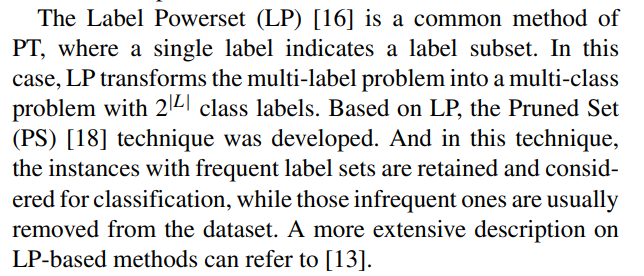 The Label Powerset (LP) [16] is a common method of
PT, where a single label indicates a label subset. In this
case, LP transforms the multi-label problem into a multi-class
problem with 2^|L| class labels. Based on LP, the Pruned Set
(PS) [18] technique was developed. And in this technique,
the instances with frequent label sets are retained and consid-
ered for classification, while those infrequent ones are usually
removed from the dataset. A more extensive description on
LP-based methods can refer to [13].